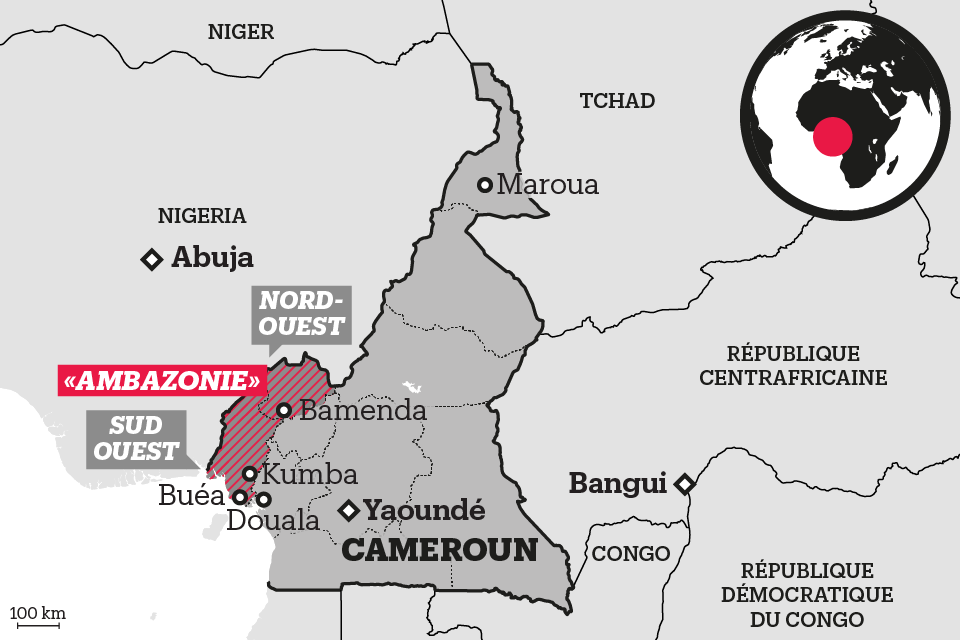 NIGER
TCHAD
Maroua
NIGERIA
Abuja
NORD-
OUEST
«AMBAZONIE»
RÉPUBLIQUE
CENTRAFRICAINE
SUD
OUEST
Bamenda
Kumba
Buéa
Douala
Yaoundé
Bangui
CAMEROUN
CONGO
RÉPUBLIQUE
DÉMOCRATIQUE
DU CONGO
100 km